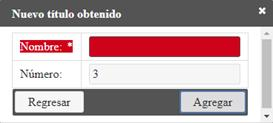 Nuevo título obtenido ×
Nombre: *
Número: 3
Regresar Agregar